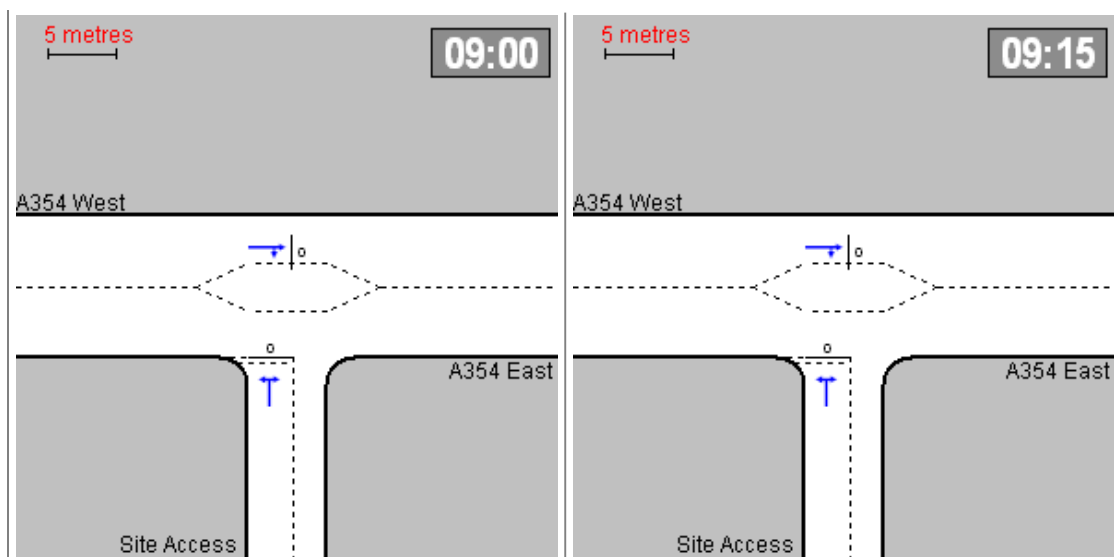 5 metres
09:00
A354 West
o
o
A354 East
Site Access
5 metres
09:15
A354 West
o
o
A354 East
Site Access